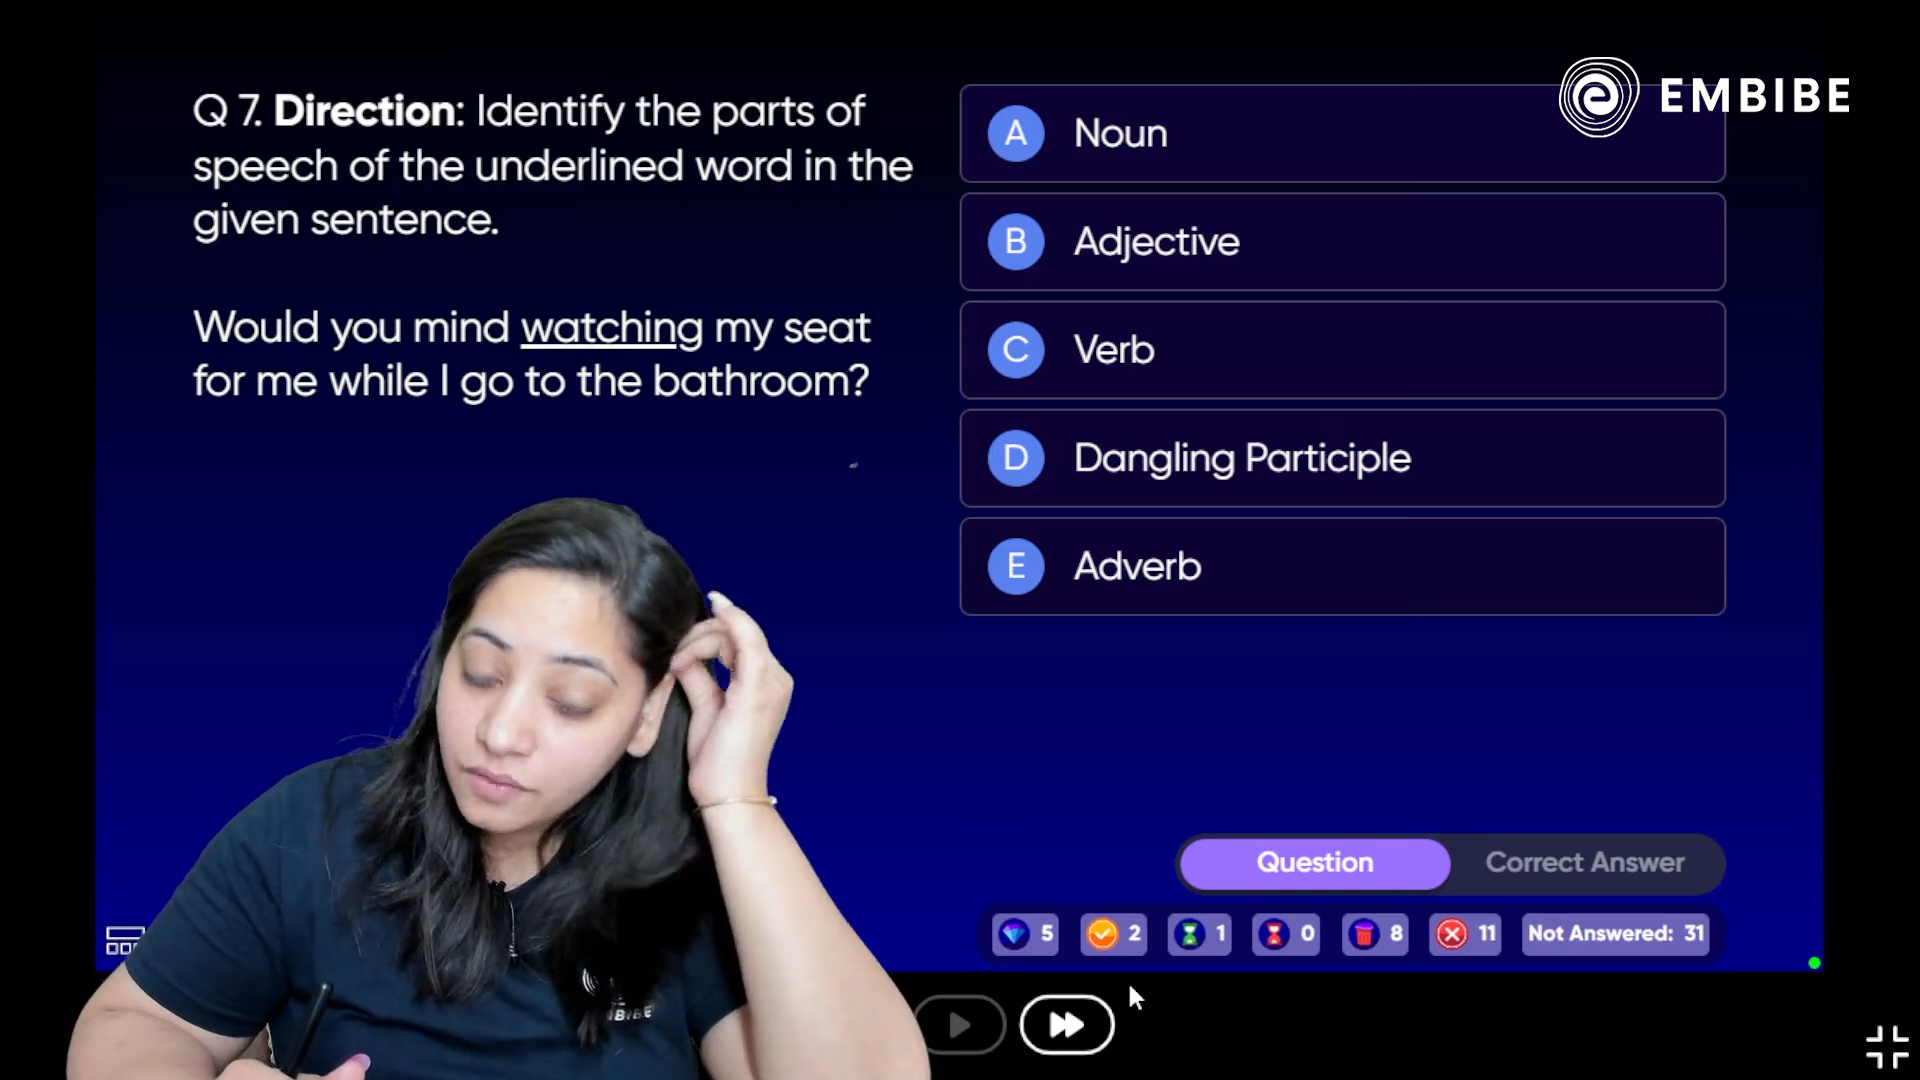 EMBIBE
Q 7. Direction: Identify the parts of
speech of the underlined word in the
given sentence.
Would you mind watching my seat
for me while I go to the bathroom?
A Noun
B Adjective
C Verb
D Dangling Participle
E Adverb
Question Correct Answer
5 2 1 0 8 11 Not Answered: 31